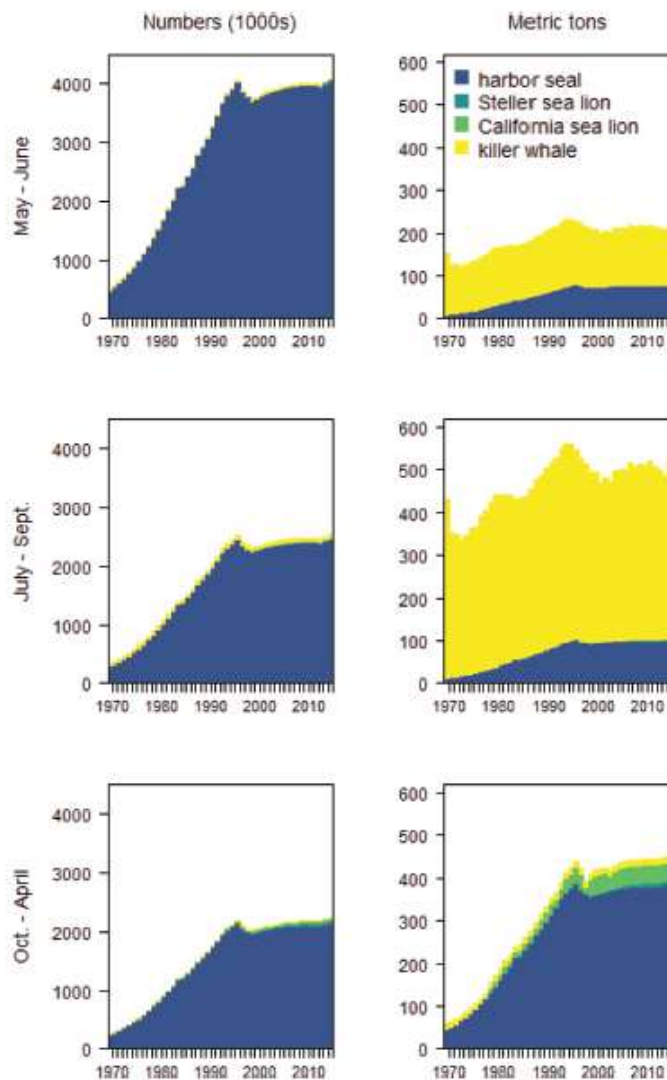 Numbers (1000s)
Metric tons
May - June
4000
3000
2000
1000
0
1970 1980 1990 2000 2010
600
500
400
300
200
100
0
harbor seal
Steller sea lion
California sea lion
killer whale
1970 1980 1990 2000 2010
July - Sept.
4000
3000
2000
1000
0
1970 1980 1990 2000 2010
600
500
400
300
200
100
0
1970 1980 1990 2000 2010
Oct. - April
4000
3000
2000
1000
0
1970 1980 1990 2000 2010
600
500
400
300
200
100
0
1970 1980 1990 2000 2010